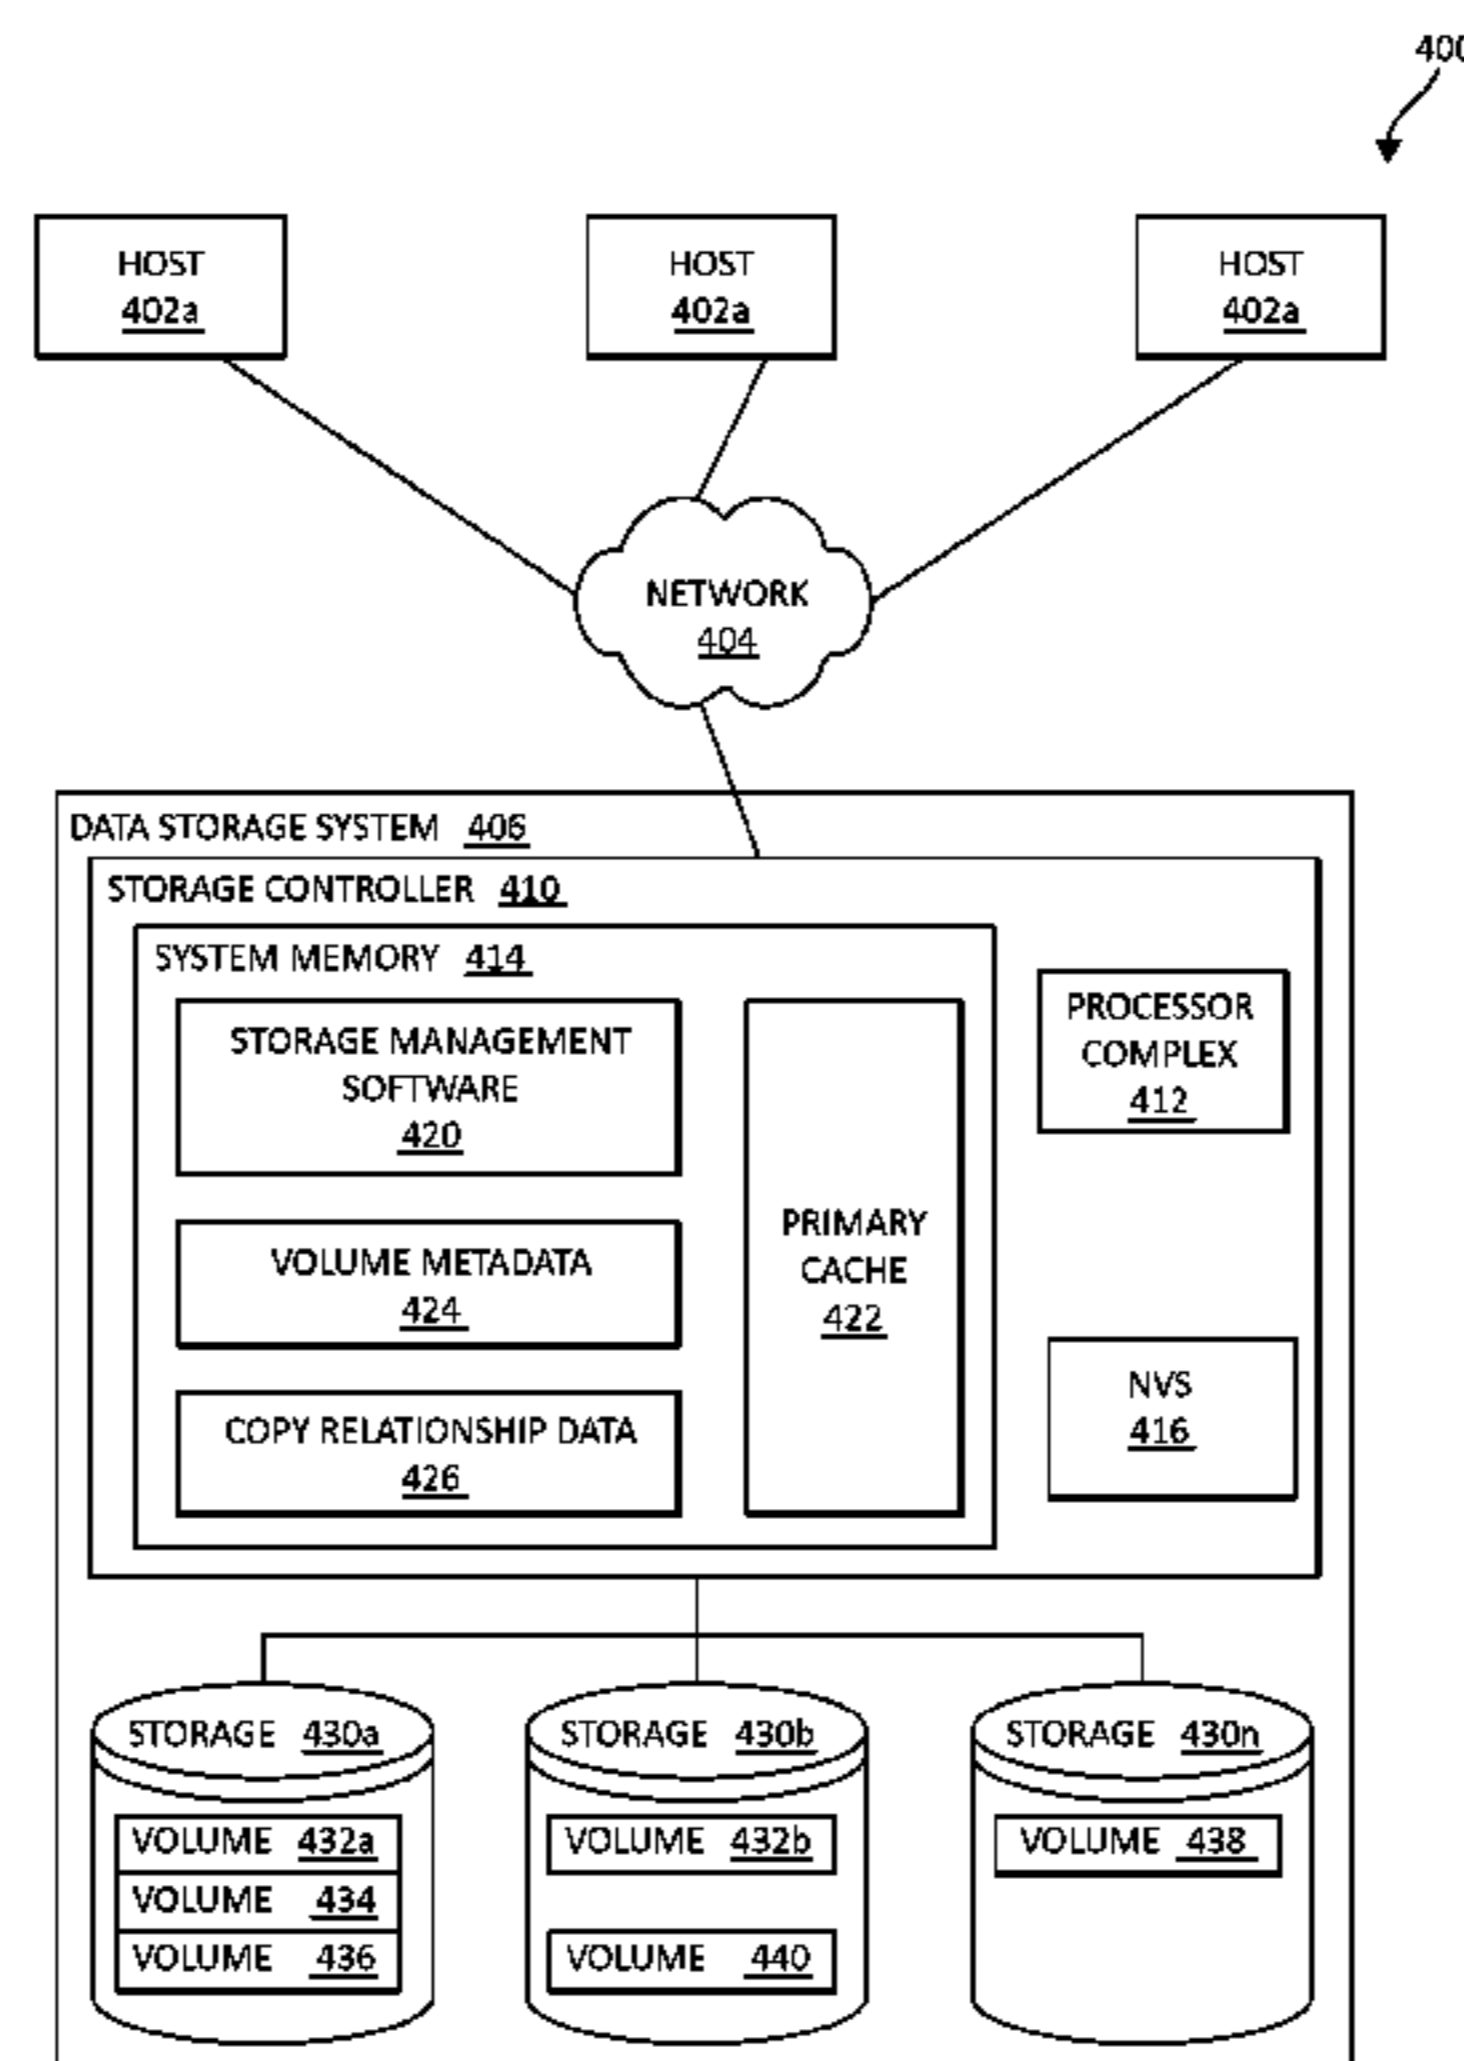 400
HOST HOST HOST
402a 402a 402a
NETWORK
404
DATA STORAGE SYSTEM 406
STORAGE CONTROLLER 410
SYSTEM MEMORY 414
STORAGE MANAGEMENT
SOFTWARE
420
VOLUME METADATA
424
COPY RELATIONSHIP DATA
426
PRIMARY
CACHE
422
PROCESSOR
COMPLEX
412
NVS
416
STORAGE 430a
VOLUME 432a
VOLUME 434
VOLUME 436
STORAGE 430b
VOLUME 432b
VOLUME 440
STORAGE 430n
VOLUME 438